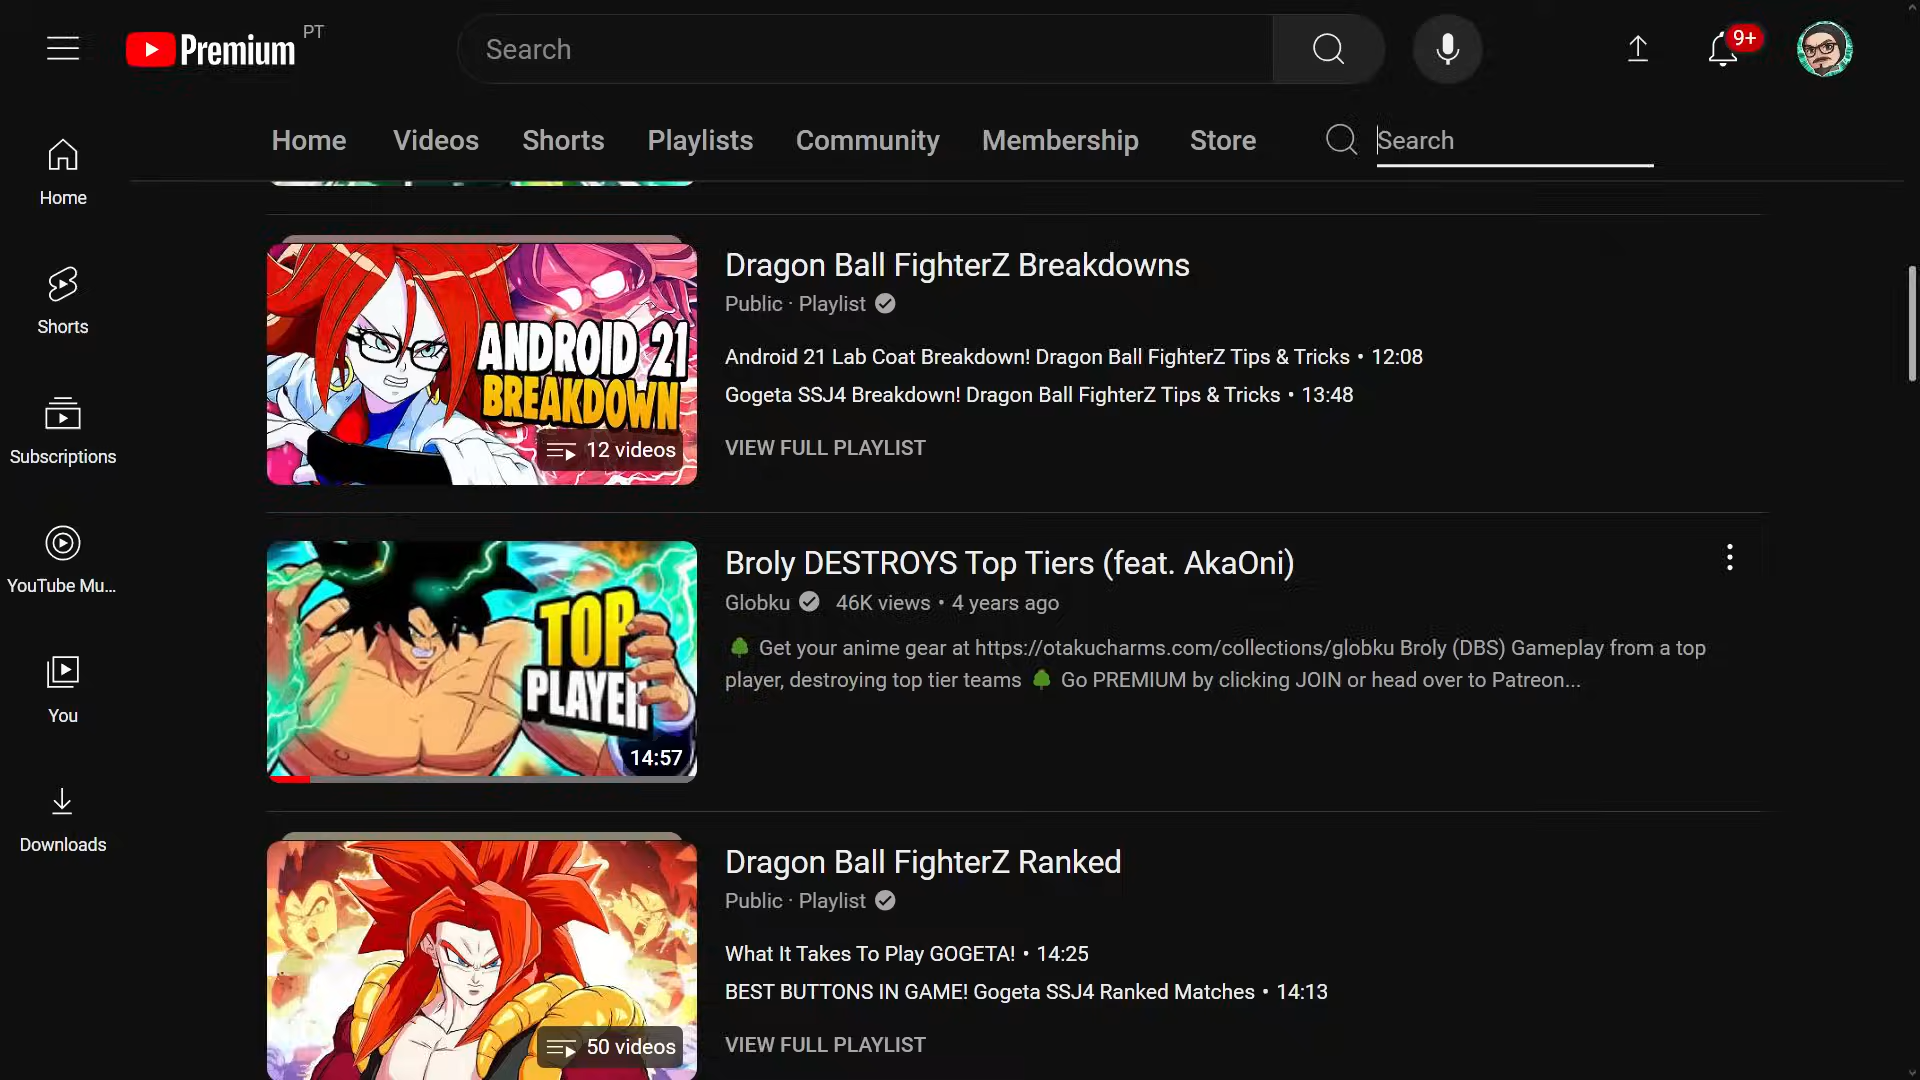 Premium PT
Search
9+
Home
Videos
Shorts
Playlists
Community
Membership
Store
Search
Home
Shorts
Subscriptions
YouTube Mu...
You
Downloads
ANDROID 21
BREAKDOWN
12 videos
Dragon Ball FighterZ Breakdowns
Public · Playlist
Android 21 Lab Coat Breakdown! Dragon Ball FighterZ Tips & Tricks • 12:08
Gogeta SSJ4 Breakdown! Dragon Ball FighterZ Tips & Tricks • 13:48
VIEW FULL PLAYLIST
TOP
PLAYER
14:57
Broly DESTROYS Top Tiers (feat. AkaOni)
Globku 46K views • 4 years ago
Get your anime gear at https://otakucharms.com/collections/globku Broly (DBS) Gameplay from a top
player, destroying top tier teams Go PREMIUM by clicking JOIN or head over to Patreon...
50 videos
Dragon Ball FighterZ Ranked
Public · Playlist
What It Takes To Play GOGETA! • 14:25
BEST BUTTONS IN GAME! Gogeta SSJ4 Ranked Matches • 14:13
VIEW FULL PLAYLIST